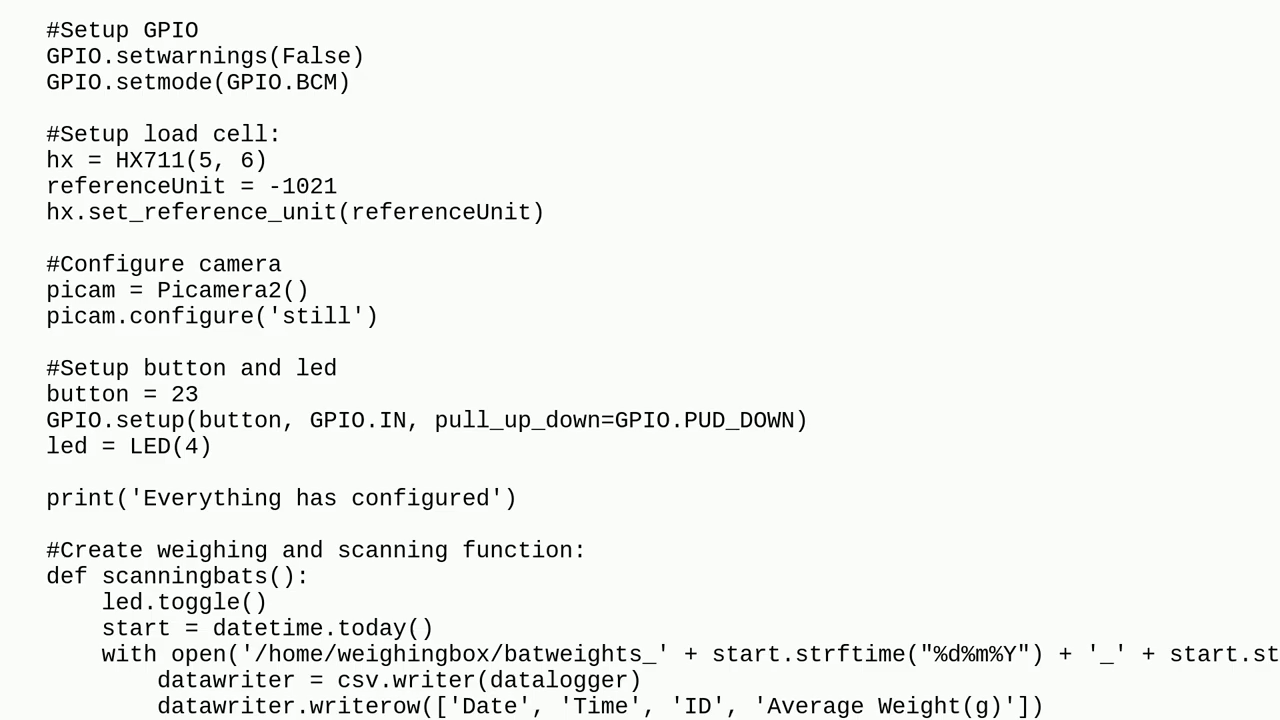 #Setup GPIO
GPIO.setwarnings(False)
GPIO.setmode(GPIO.BCM)
#Setup load cell:
hx = HX711(5, 6)
referenceUnit = -1021
hx.set_reference_unit(referenceUnit)
#Configure camera
picam = Picamera2()
picam.configure('still')
#Setup button and led
button = 23
GPIO.setup(button, GPIO.IN, pull_up_down=GPIO.PUD_DOWN)
led = LED(4)
print('Everything has configured')
#Create weighing and scanning function:
def scanningbats():
    led.toggle()
    start = datetime.today()
    with open('/home/weighingbox/batweights_' + start.strftime("%d%m%Y") + '_' + start.st
        datawriter = csv.writer(datalogger)
        datawriter.writerow(['Date', 'Time', 'ID', 'Average Weight(g)'])